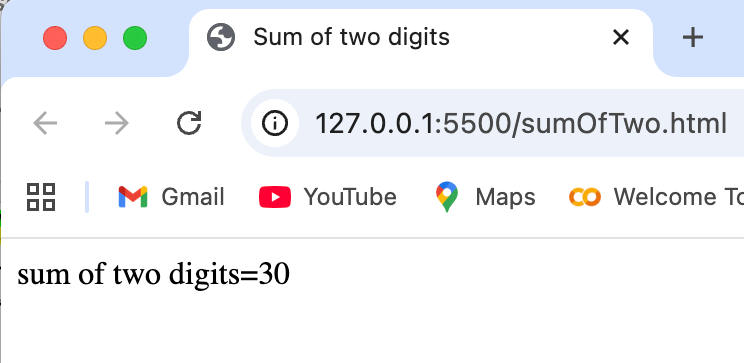 Sum of two digits
127.0.0.1:5500/sumOfTwo.html
Gmail YouTube Maps Welcome To
sum of two digits=30